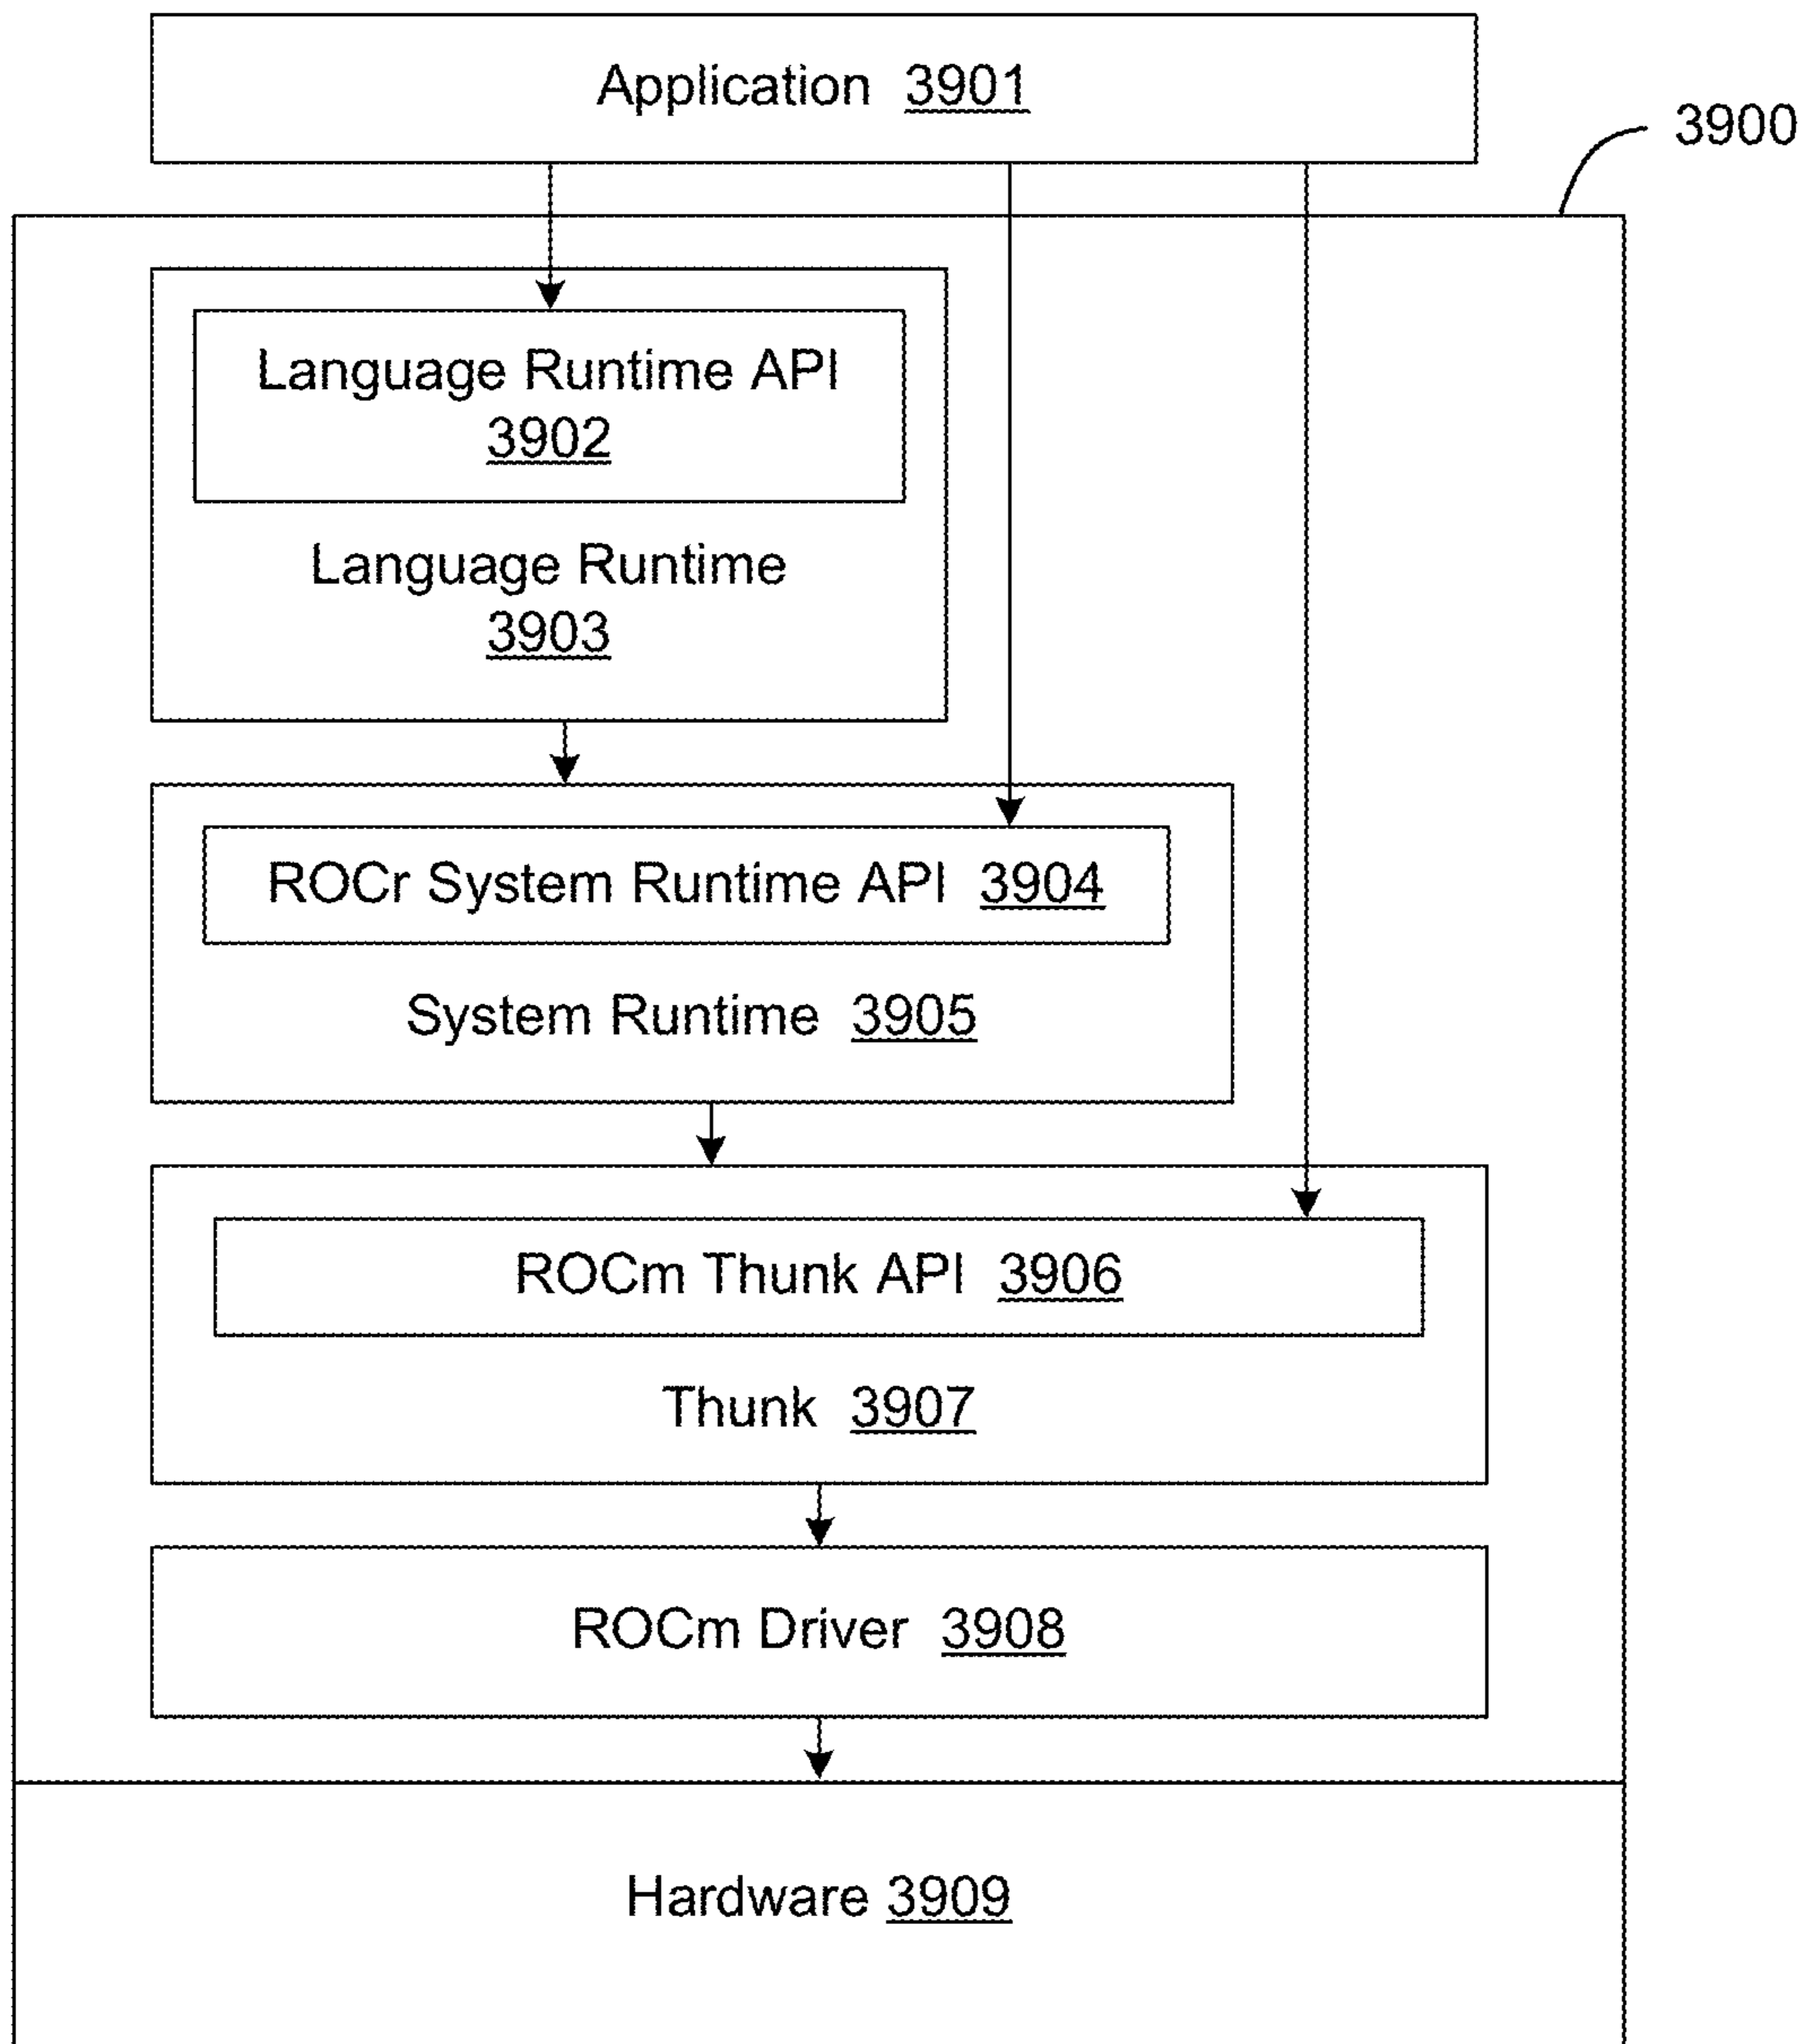 Application 3901
3900
Language Runtime API
3902
Language Runtime
3903
ROCr System Runtime API 3904
System Runtime 3905
ROCm Thunk API 3906
Thunk 3907
ROCm Driver 3908
Hardware 3909